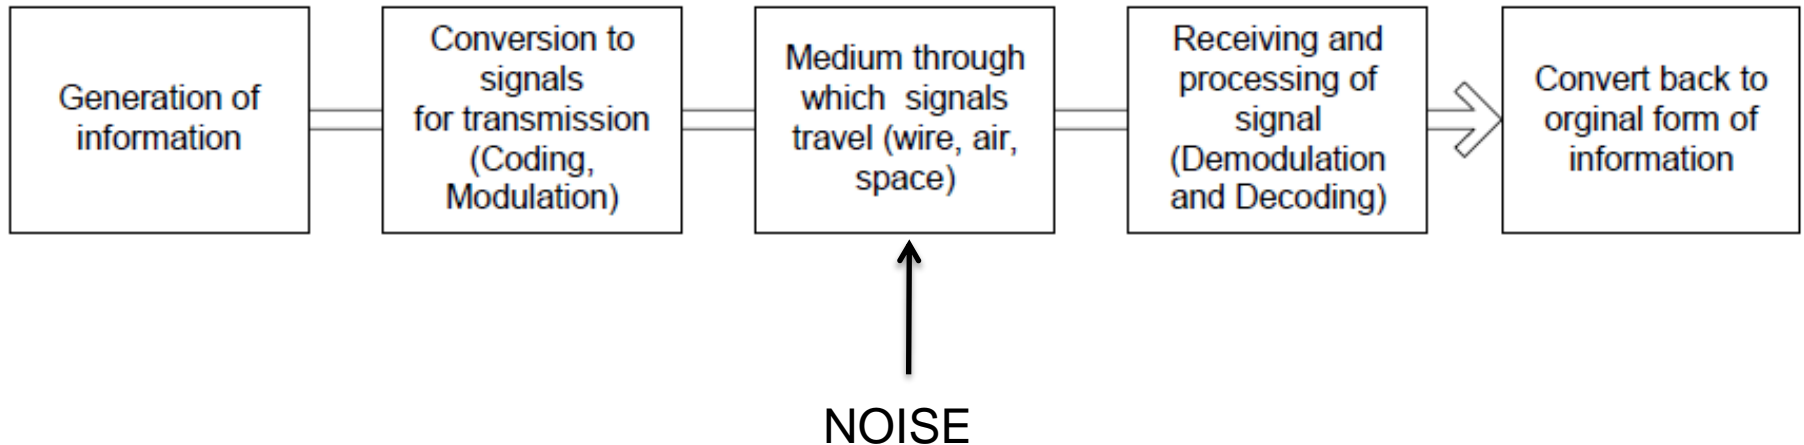 Generation of
information
Conversion to
signals
for transmission
(Coding,
Modulation)
Medium through
which signals
travel (wire, air,
space)
Receiving and
processing of
signal
(Demodulation
and Decoding)
Convert back to
orginal form of
information
NOISE